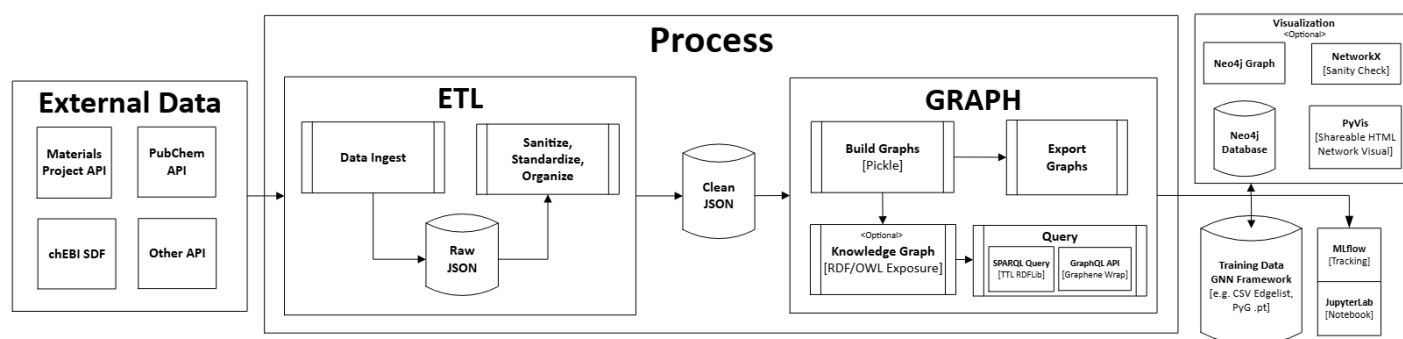 External Data
Materials
Project API
PubChem
API
chEBI SDF
Other API
Process
ETL
Data Ingest
Sanitize,
Standardize,
Organize
Raw
JSON
Clean
JSON
GRAPH
Build Graphs
[Pickle]
Export
Graphs
<Optional>
Knowledge Graph
[RDF/OWL Exposure]
Query
SPARQL Query
[TTL RDFLib]
GraphQL API
[Graphene Wrap]
Visualization
<Optional>
Neo4j Graph
NetworkX
[Sanity Check]
Neo4j
Database
PyVis
[Shareable HTML
Network Visual]
Training Data
GNN Framework
[e.g. CSV Edgelist,
PyG .pt]
MLflow
[Tracking]
JupyterLab
[Notebook]